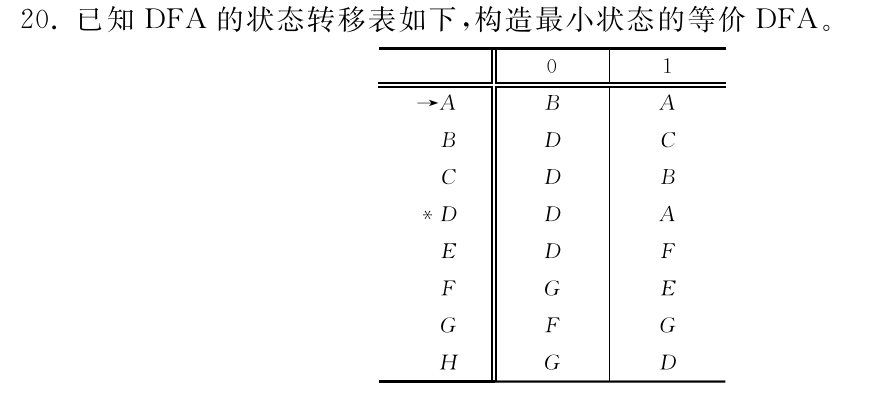 20. 已知 DFA 的状态转移表如下,构造最小状态的等价 DFA。
0 1
→A B A
B D C
C D B
* D D A
E D F
F G E
G F G
H G D